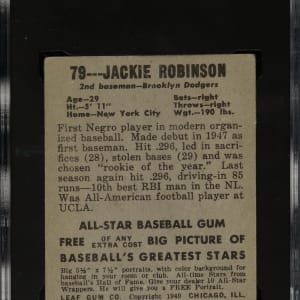 79---JACKIE ROBINSON
2nd baseman—Brooklyn Dodgers
Age—29 Bats—right
Ht.—5' 11" Throws—right
Home—New York City Wgt.—190 lbs.
First Negro player in modern organ-
ized baseball. Made debut in 1947 as
first baseman. Hit .296, led in sacri-
fices (28), stolen bases (29) and was
chosen "rookie of the year." Last
season again hit .296, driving-in 85
runs—10th best RBI man in the NL.
Was All-American football player at
UCLA.
ALL-STAR BASEBALL GUM
FREE OF ANY EXTRA COST BIG PICTURE OF
BASEBALL'S GREATEST STARS
Big 5½" x 7½" portraits, with color background
for hanging in your room or club. All-time Stars from
Baseball's Hall of Fame. Give your dealer 10 All-Star
Wrappers. He will give you a FREE Portrait.
LEAF GUM CO. Copyright 1949 CHICAGO, ILL.